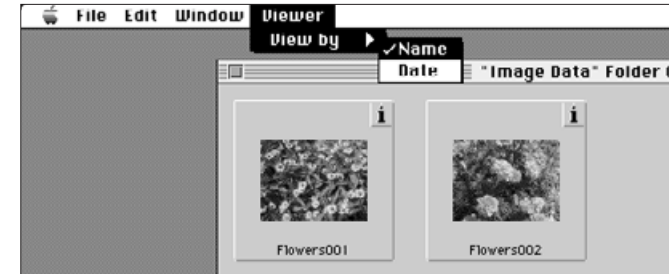 File Edit Window Viewer
View by
✓Name
Date
"Image Data" Folder
i
i
Flowers001
Flowers002